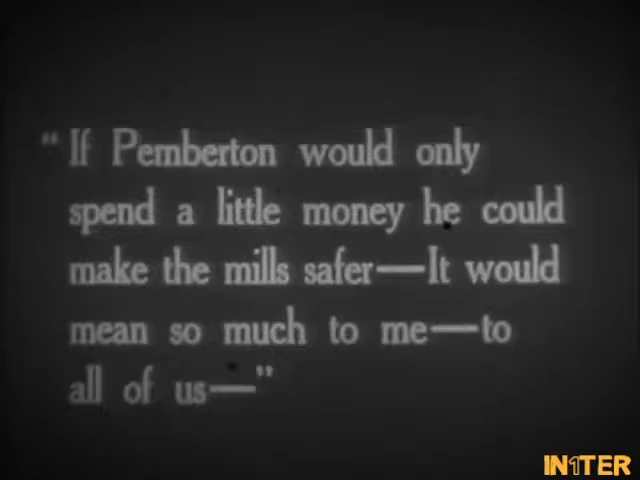 “If Pemberton would only
spend a little money he could
make the mills safer—It would
mean so much to me—to
all of us—”
IN1TER